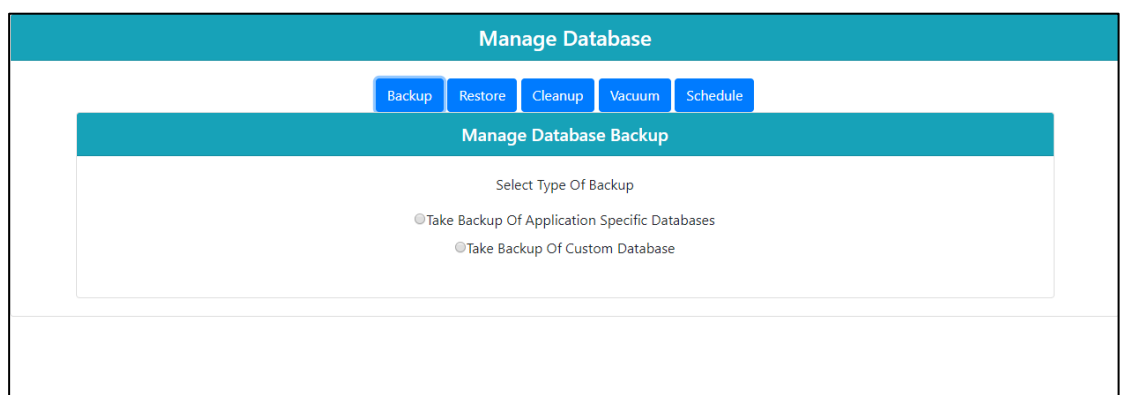 Manage Database
Backup Restore Cleanup Vacuum Schedule
Manage Database Backup
Select Type Of Backup
Take Backup Of Application Specific Databases
Take Backup Of Custom Database